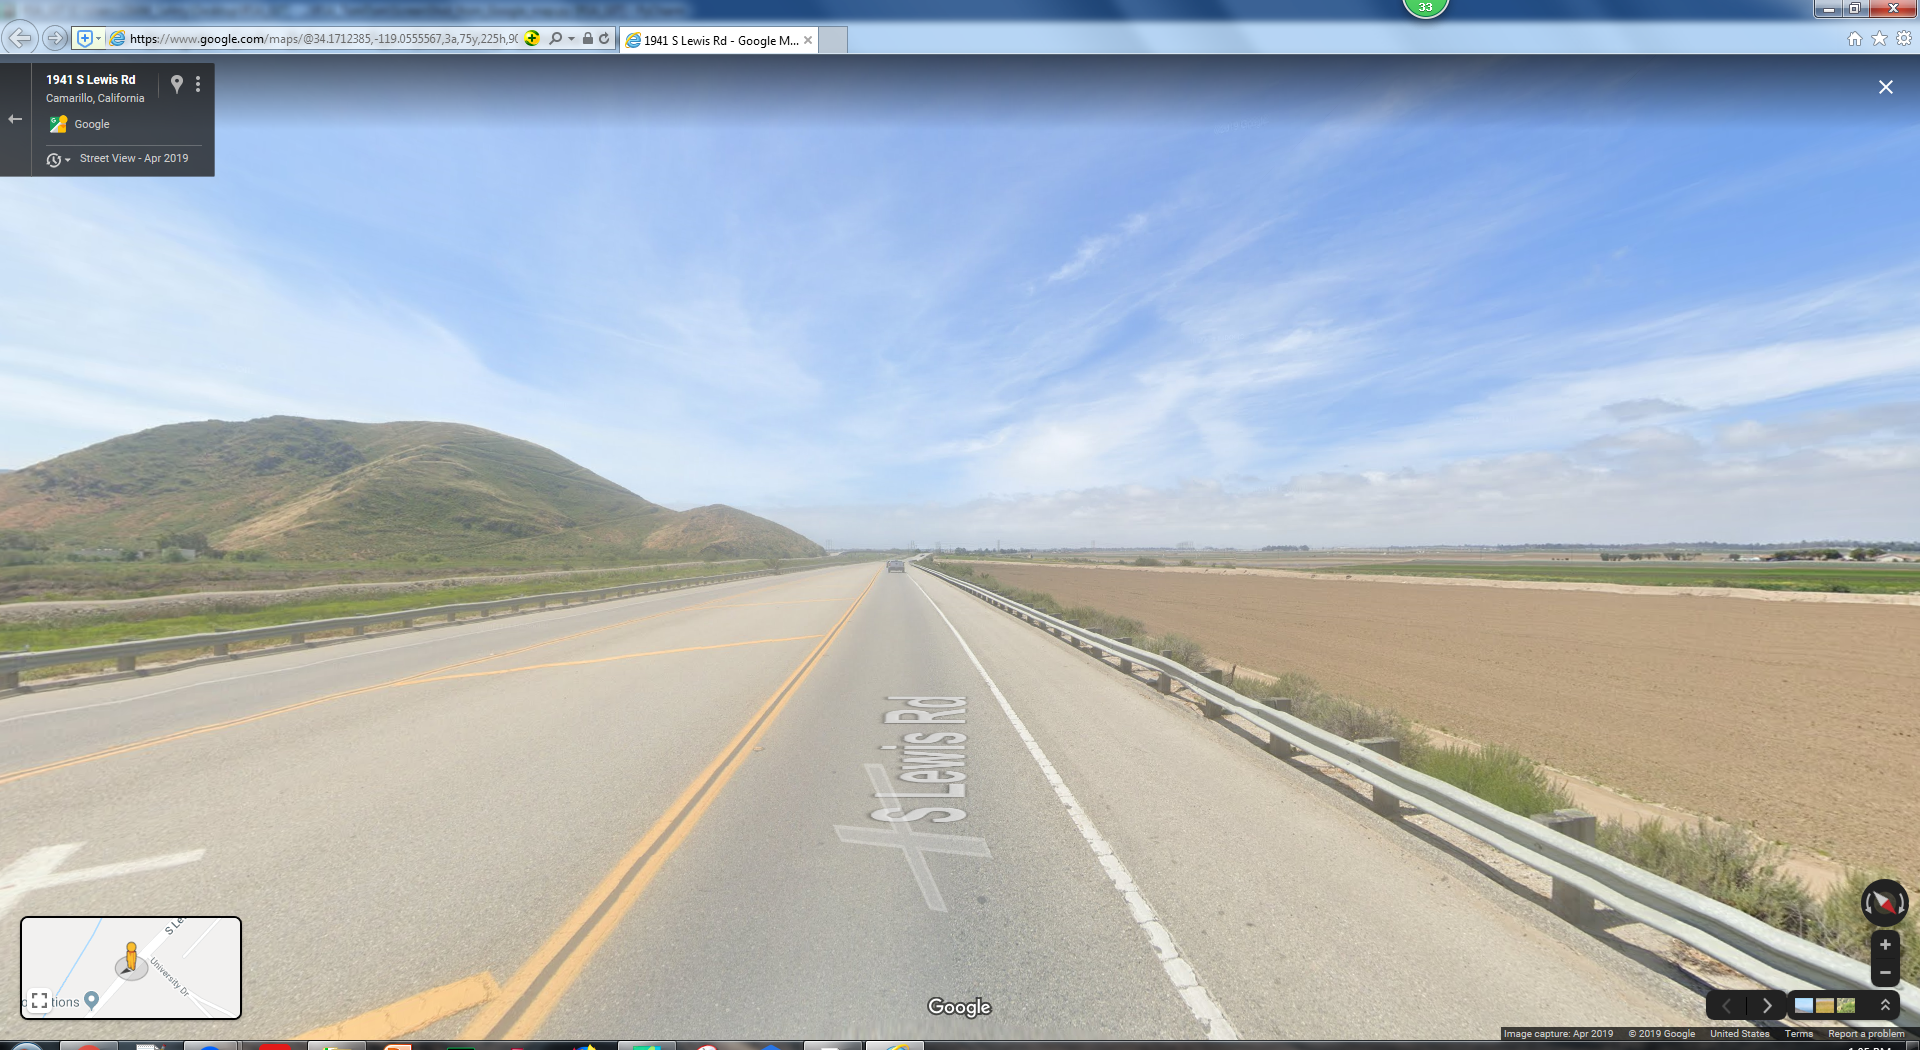 33
https://www.google.com/maps/@34.1712385,-119.0555567,3a,75y,225h,90
1941 S Lewis Rd - Google M...
1941 S Lewis Rd
Camarillo, California
Google
Street View - Apr 2019
S Lewis Rd
S Le
University Dr
tions
Google
Image capture: Apr 2019 © 2019 Google United States Terms Report a problem